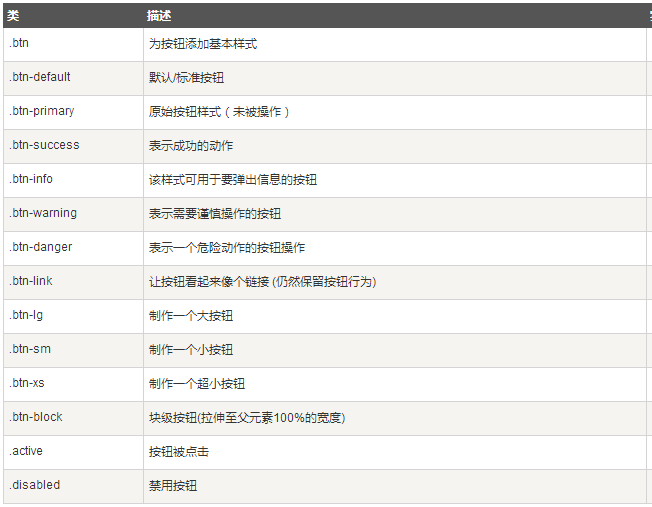 类 描述
.btn 为按钮添加基本样式
.btn-default 默认/标准按钮
.btn-primary 原始按钮样式（未被操作）
.btn-success 表示成功的动作
.btn-info 该样式可用于要弹出信息的按钮
.btn-warning 表示需要谨慎操作的按钮
.btn-danger 表示一个危险动作的按钮操作
.btn-link 让按钮看起来像个链接 (仍然保留按钮行为)
.btn-lg 制作一个大按钮
.btn-sm 制作一个小按钮
.btn-xs 制作一个超小按钮
.btn-block 块级按钮(拉伸至父元素100%的宽度)
.active 按钮被点击
.disabled 禁用按钮